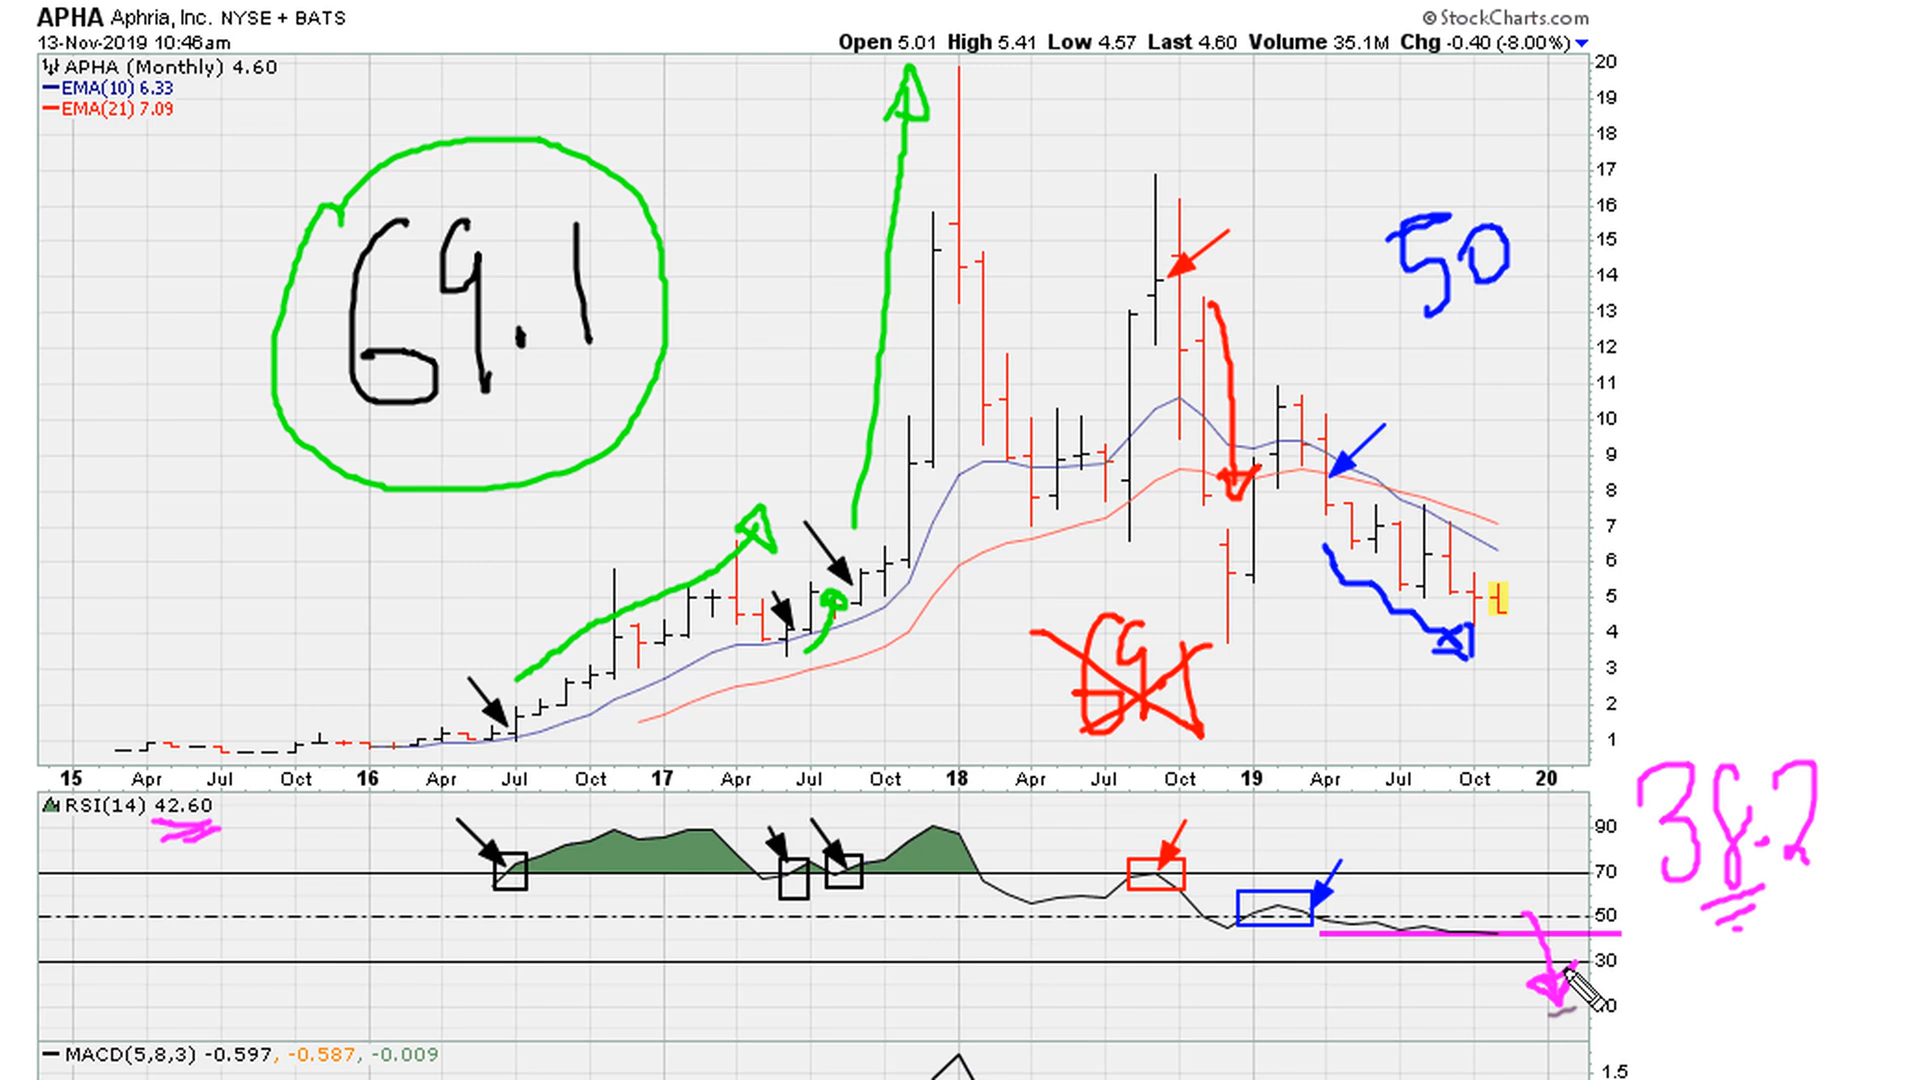 APHA Aphria, Inc. NYSE + BATS
© StockCharts.com
13-Nov-2019 10:46am
Open 5.01 High 5.41 Low 4.57 Last 4.60 Volume 35.1M Chg -0.40 (-8.00%)
APHA (Monthly) 4.60
EMA(10) 6.33
EMA(21) 7.09
20
19
18
17
16
15
14
13
12
11
10
9
8
7
6
5
4
3
2
1
69.1
50
69.1
15 Apr Jul Oct 16 Apr Jul Oct 17 Apr Jul Oct 18 Apr Jul Oct 19 Apr Jul Oct 20
38.2
RSI(14) 42.60
90
70
50
30
MACD(5,8,3) -0.597, -0.587, -0.009
1.5